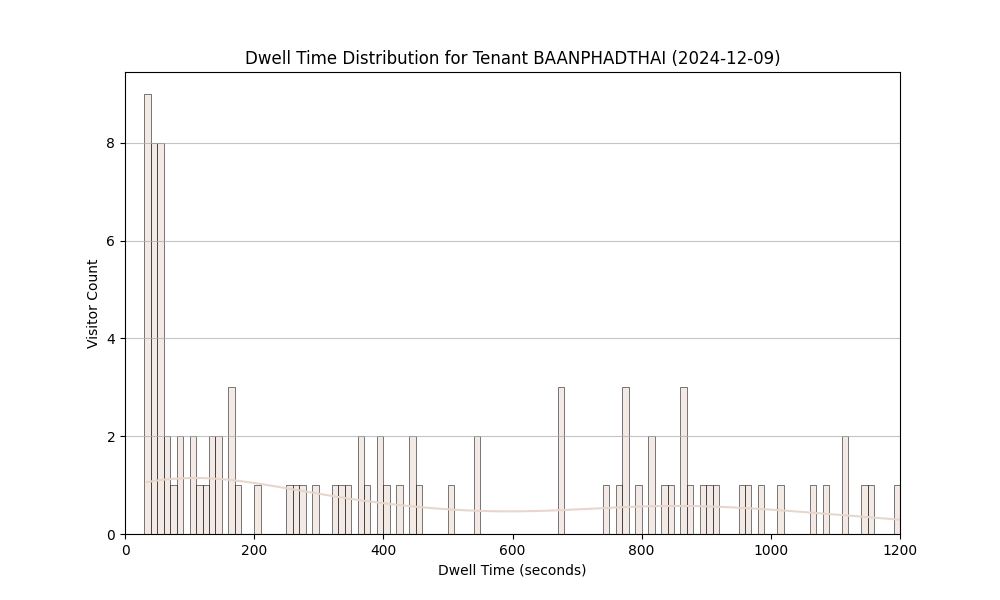 Dwell Time Distribution for Tenant BAANPHADTHAI (2024-12-09)
Visitor Count
8
6
4
2
0
0 200 400 600 800 1000 1200
Dwell Time (seconds)